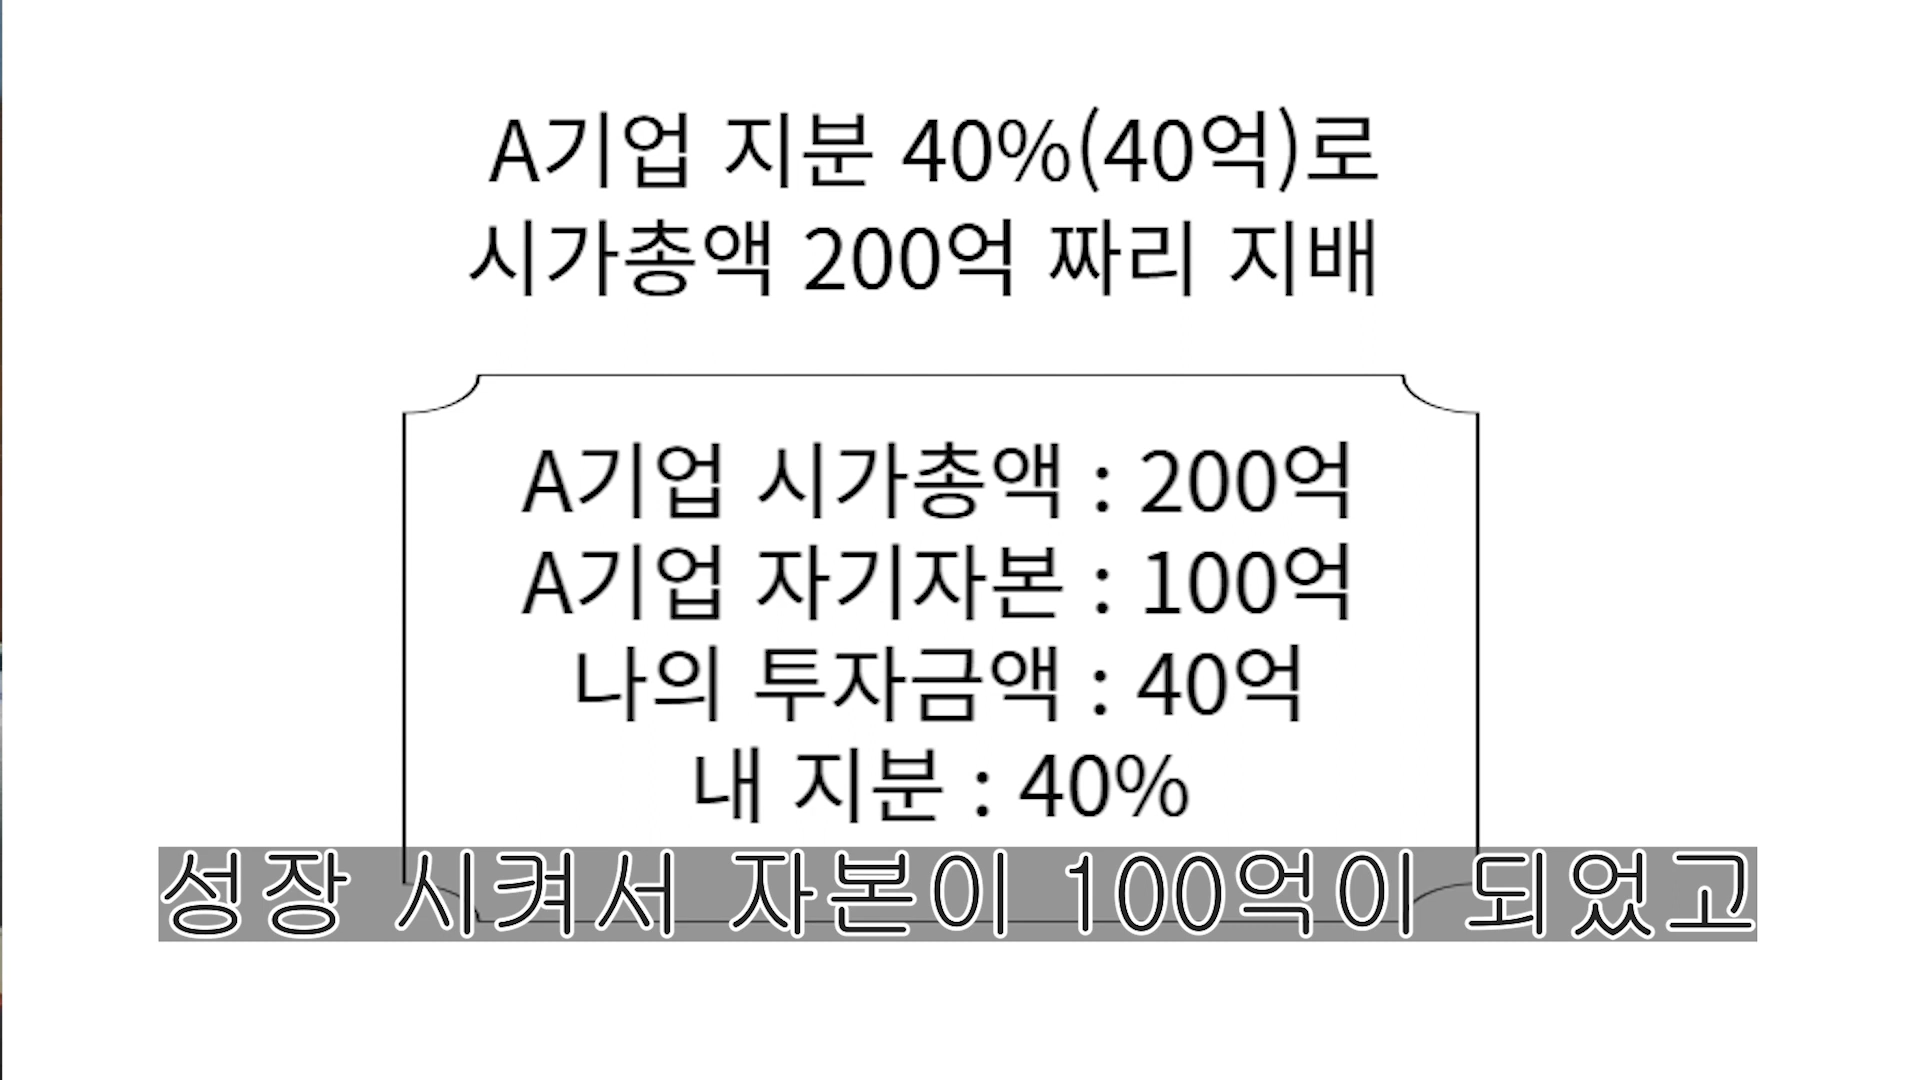 A기업 지분 40%(40억)로
시가총액 200억 짜리 지배
A기업 시가총액 : 200억
A기업 자기자본 : 100억
나의 투자금액 : 40억
내 지분 : 40%
성장 시켜서 자본이 100억이 되었고